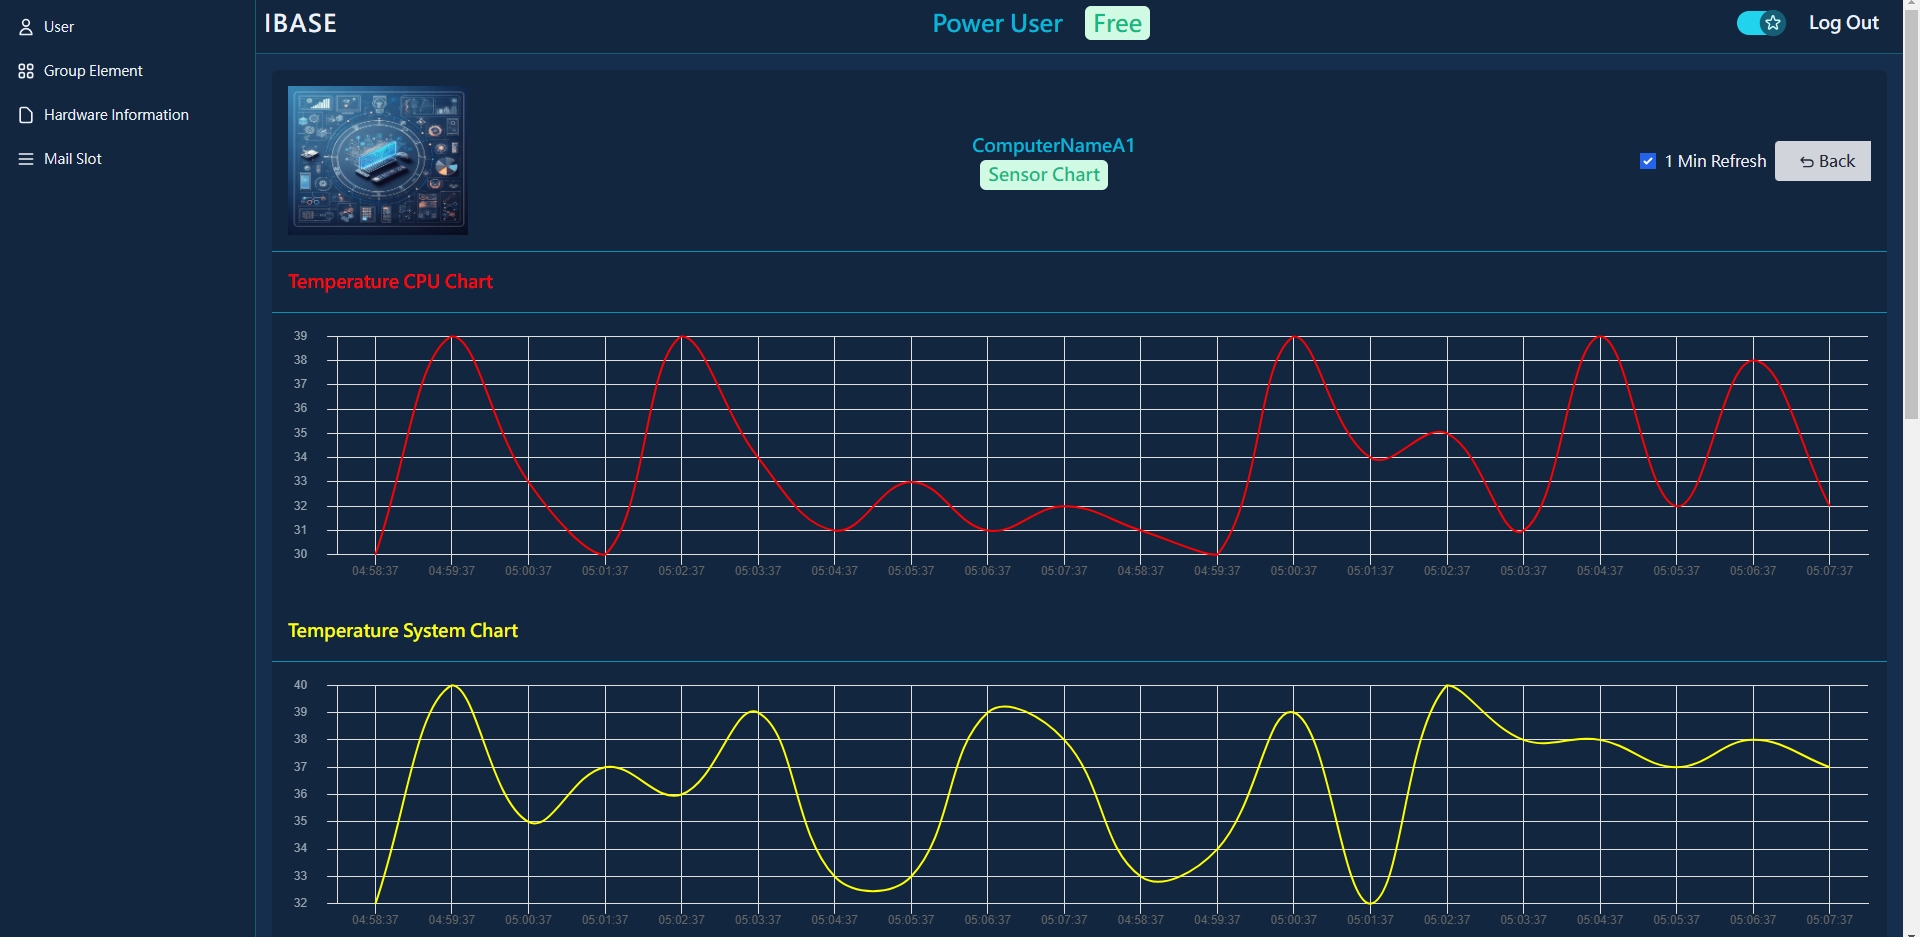 User
Group Element
Hardware Information
Mail Slot
IBASE
Power User Free
Log Out
ComputerNameA1
Sensor Chart
1 Min Refresh
Back
Temperature CPU Chart
39
38
37
36
35
34
33
32
31
30
04:58:37 04:59:37 05:00:37 05:01:37 05:02:37 05:03:37 05:04:37 05:05:37 05:06:37 05:07:37 04:58:37 04:59:37 05:00:37 05:01:37 05:02:37 05:03:37 05:04:37 05:05:37 05:06:37 05:07:37
Temperature System Chart
40
39
38
37
36
35
34
33
32
04:58:37 04:59:37 05:00:37 05:01:37 05:02:37 05:03:37 05:04:37 05:05:37 05:06:37 05:07:37 04:58:37 04:59:37 05:00:37 05:01:37 05:02:37 05:03:37 05:04:37 05:05:37 05:06:37 05:07:37